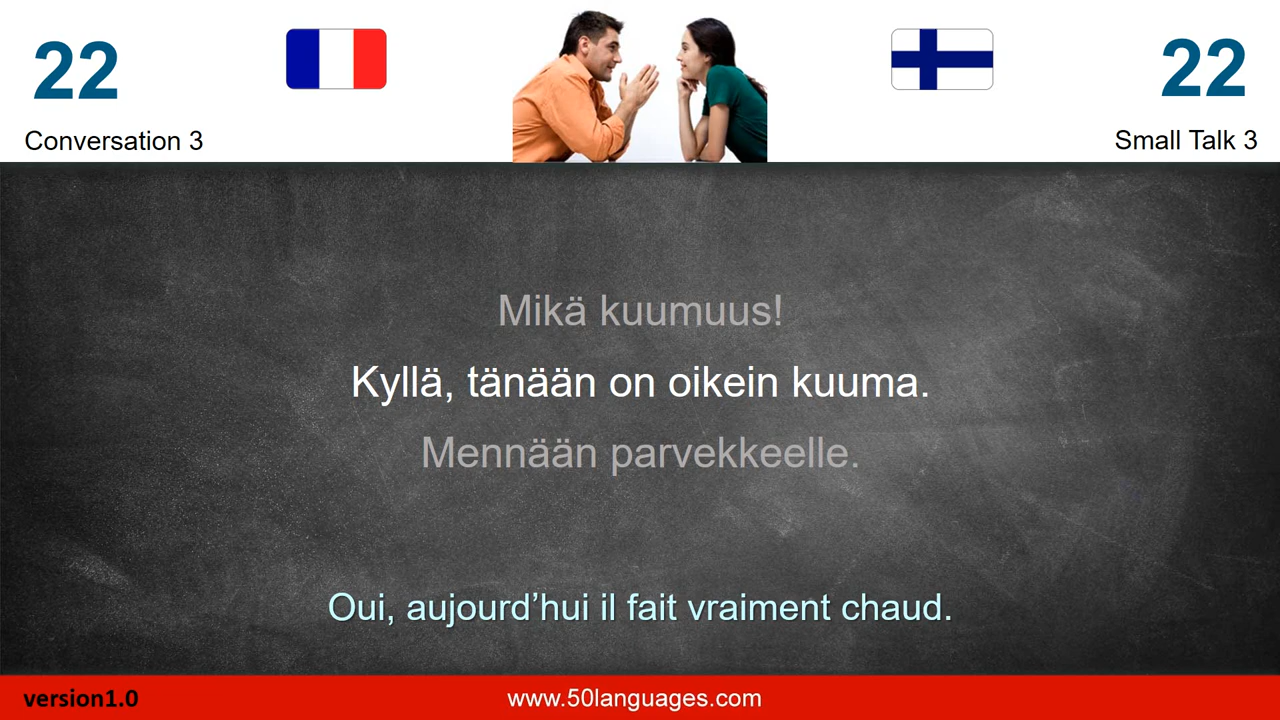 22
22
Conversation 3
Small Talk 3
Mikä kuumuus!
Kyllä, tänään on oikein kuuma.
Mennään parvekkeelle.
Oui, aujourd’hui il fait vraiment chaud.
version1.0
www.50languages.com